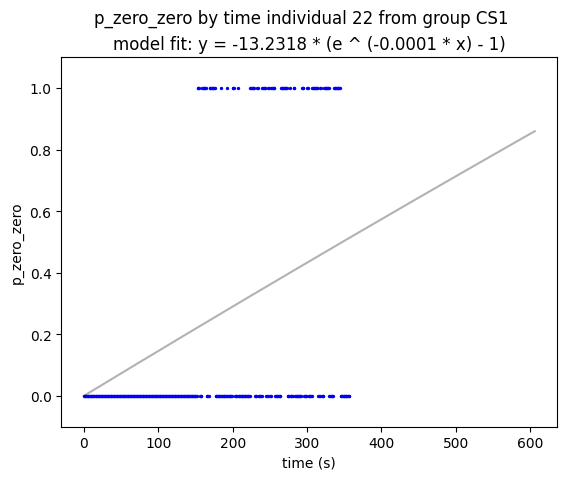 p_zero_zero by time individual 22 from group CS1
model fit: y = -13.2318 * (e ^ (-0.0001 * x) - 1)
1.0
0.8
0.6
0.4
0.2
0.0
p_zero_zero
0 100 200 300 400 500 600
time (s)